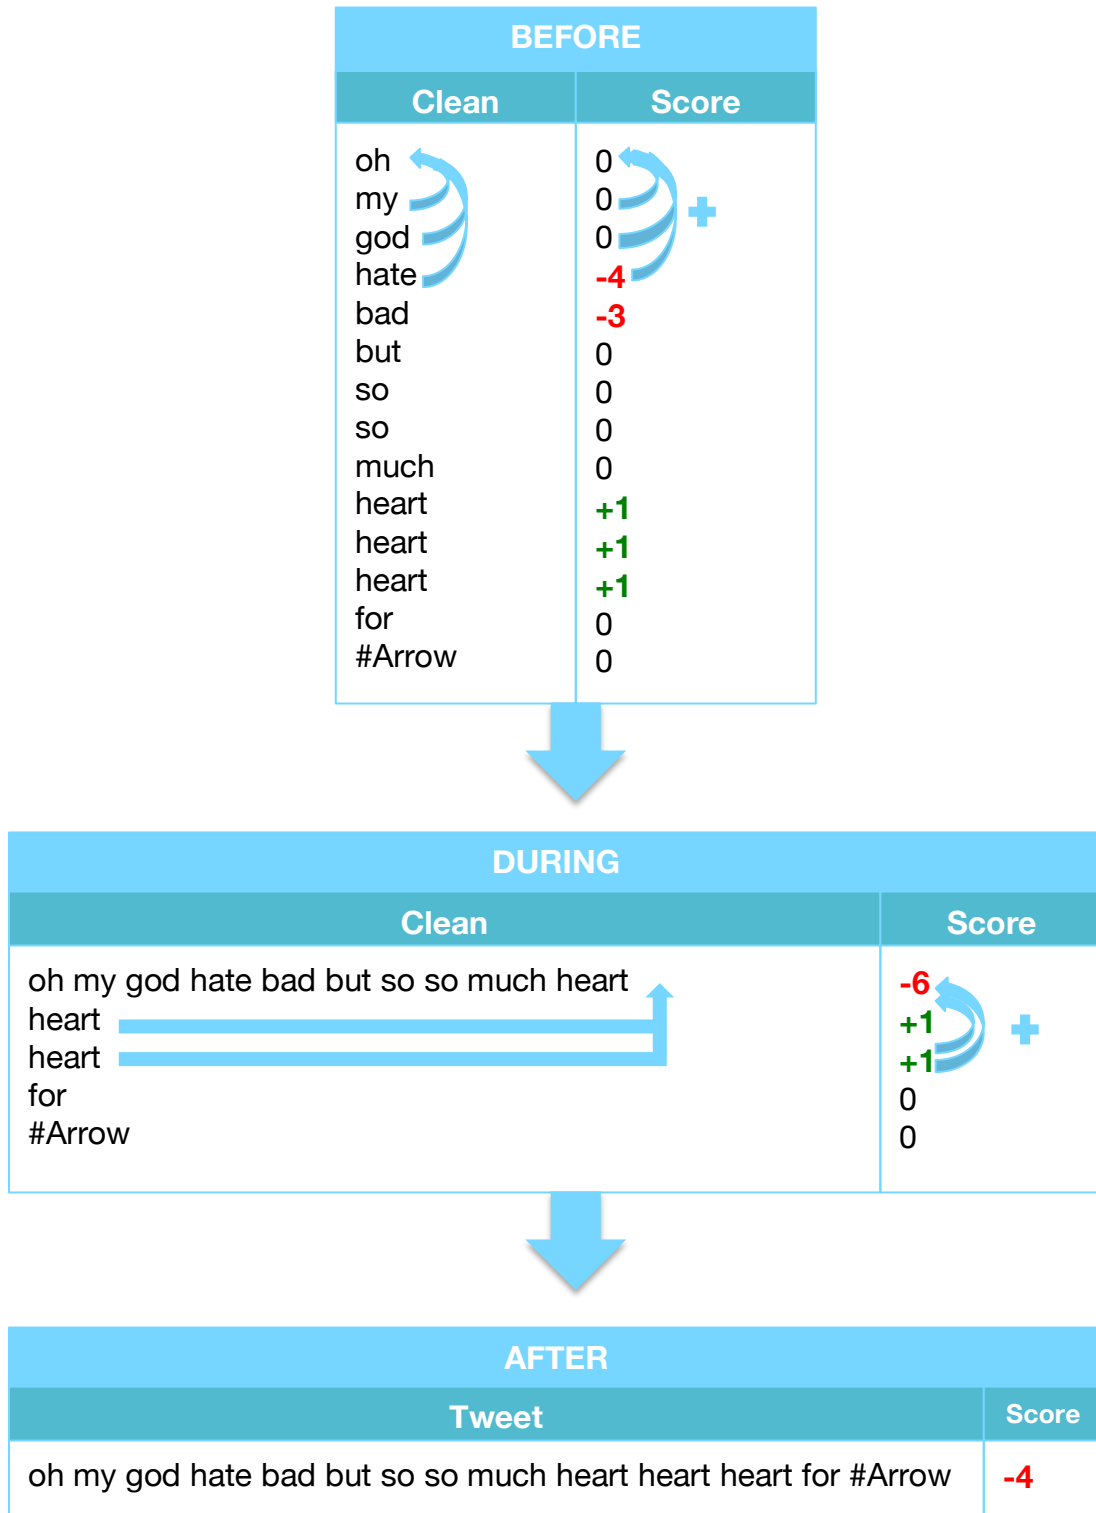 BEFORE
Clean Score
oh 0
my 0
god 0
hate -4
bad -3
but 0
so 0
so 0
much 0
heart +1
heart +1
heart +1
for 0
#Arrow 0
DURING
Clean Score
oh my god hate bad but so so much heart -6
heart +1
heart +1
for 0
#Arrow 0
AFTER
Tweet Score
oh my god hate bad but so so much heart heart heart for #Arrow -4